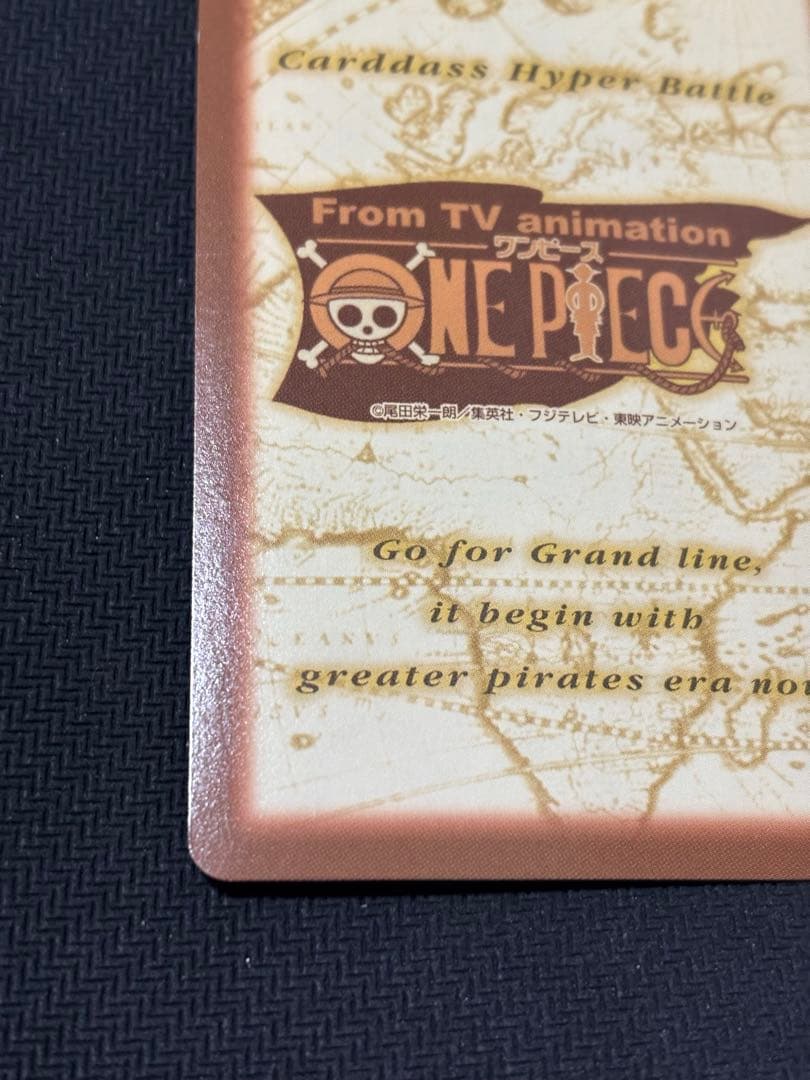 Carddass Hyper Battle
From TV animation
ワンピース
ONE PIECE
©尾田栄一朗/集英社・フジテレビ・東映アニメーション
Go for Grand line,
it begin with
greater pirates era now